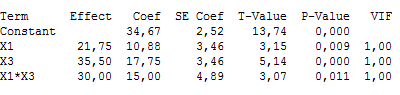 Term Effect Coef SE Coef T-Value P-Value VIF
Constant 34,67 2,52 13,74 0,000
X1 21,75 10,88 3,46 3,15 0,009 1,00
X3 35,50 17,75 3,46 5,14 0,000 1,00
X1*X3 30,00 15,00 4,89 3,07 0,011 1,00